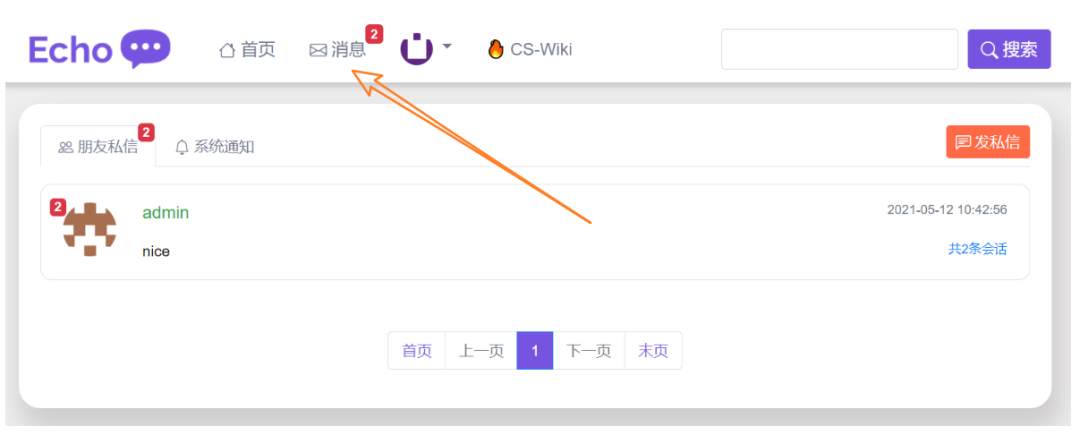 Echo 首页 消息 2 CS-Wiki 搜索
朋友私信 2 系统通知 发私信
2 admin 2021-05-12 10:42:56
nice 共2条会话
首页 上一页 1 下一页 末页